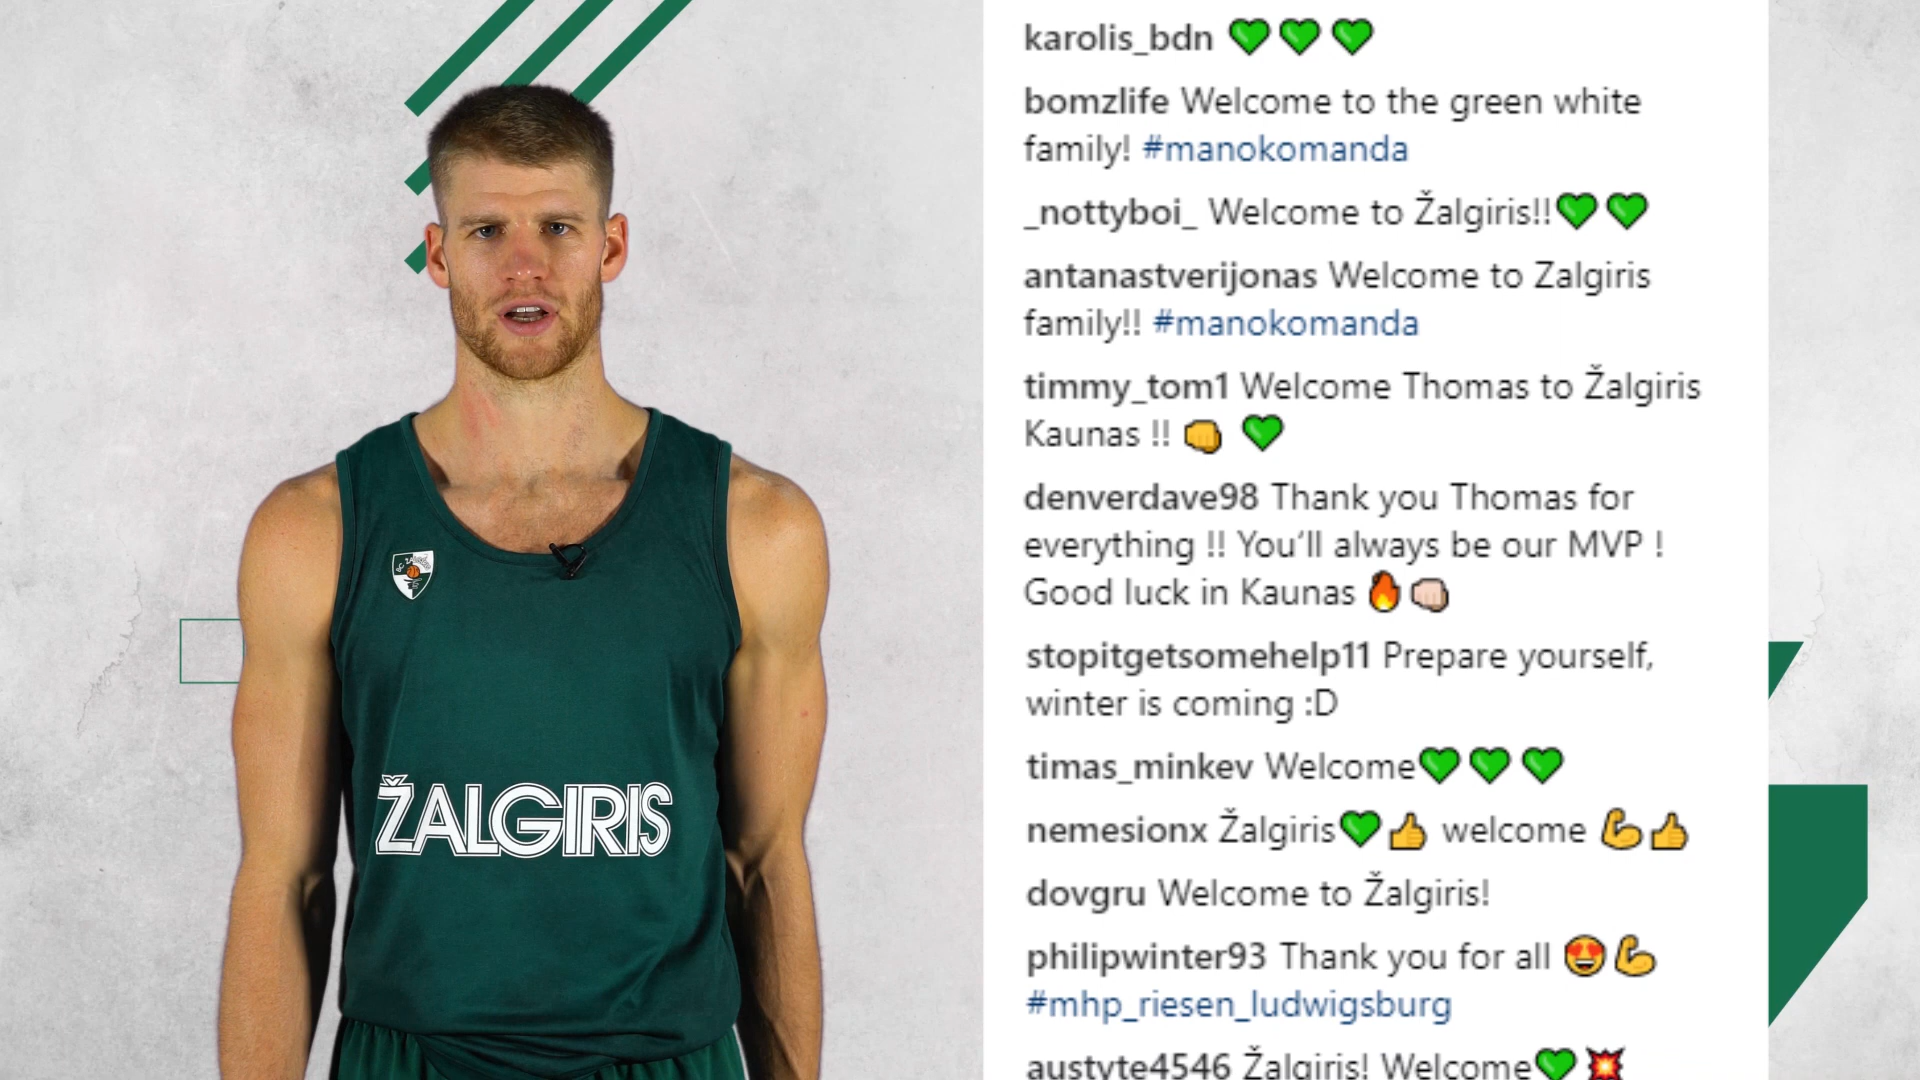 karolis_bdn 💚 💚 💚
bomzlife Welcome to the green white
family! #manokomanda
_nottyboi_ Welcome to Žalgiris!!💚 💚
antanastverijonas Welcome to Zalgiris
family!! #manokomanda
timmy_tom1 Welcome Thomas to Žalgiris
Kaunas !! 👊 💚
denverdave98 Thank you Thomas for
everything !! You'll always be our MVP !
Good luck in Kaunas 🔥👊🏻
stopitgetsomehelp11 Prepare yourself,
winter is coming :D
timas_minkev Welcome💚 💚 💚
nemesionx Žalgiris💚👍 welcome 💪👍
dovgru Welcome to Žalgiris!
philipwinter93 Thank you for all 😍💪
#mhp_riesen_ludwigsburg
austyte4546 Žalgiris! Welcome💚💥
ŽALGIRIS